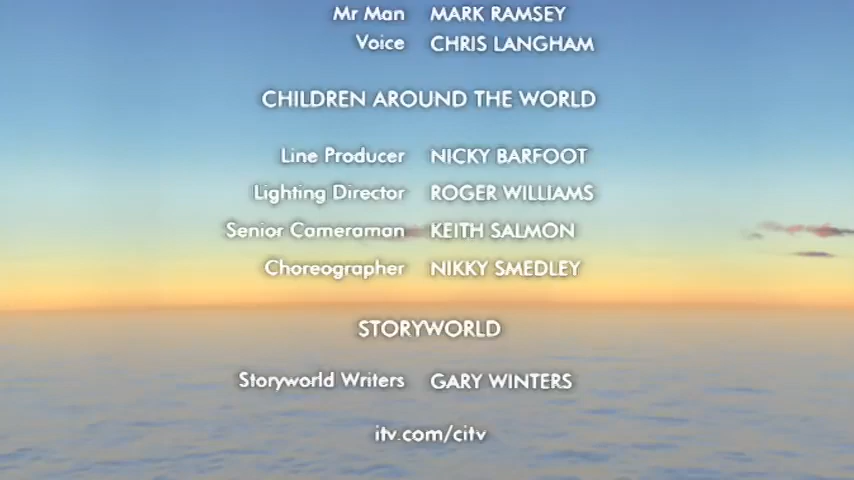 Mr Man MARK RAMSEY
Voice CHRIS LANGHAM
CHILDREN AROUND THE WORLD
Line Producer NICKY BARFOOT
Lighting Director ROGER WILLIAMS
Senior Cameraman KEITH SALMON
Choreographer NIKKY SMEDLEY
STORYWORLD
Storyworld Writers GARY WINTERS
itv.com/citv